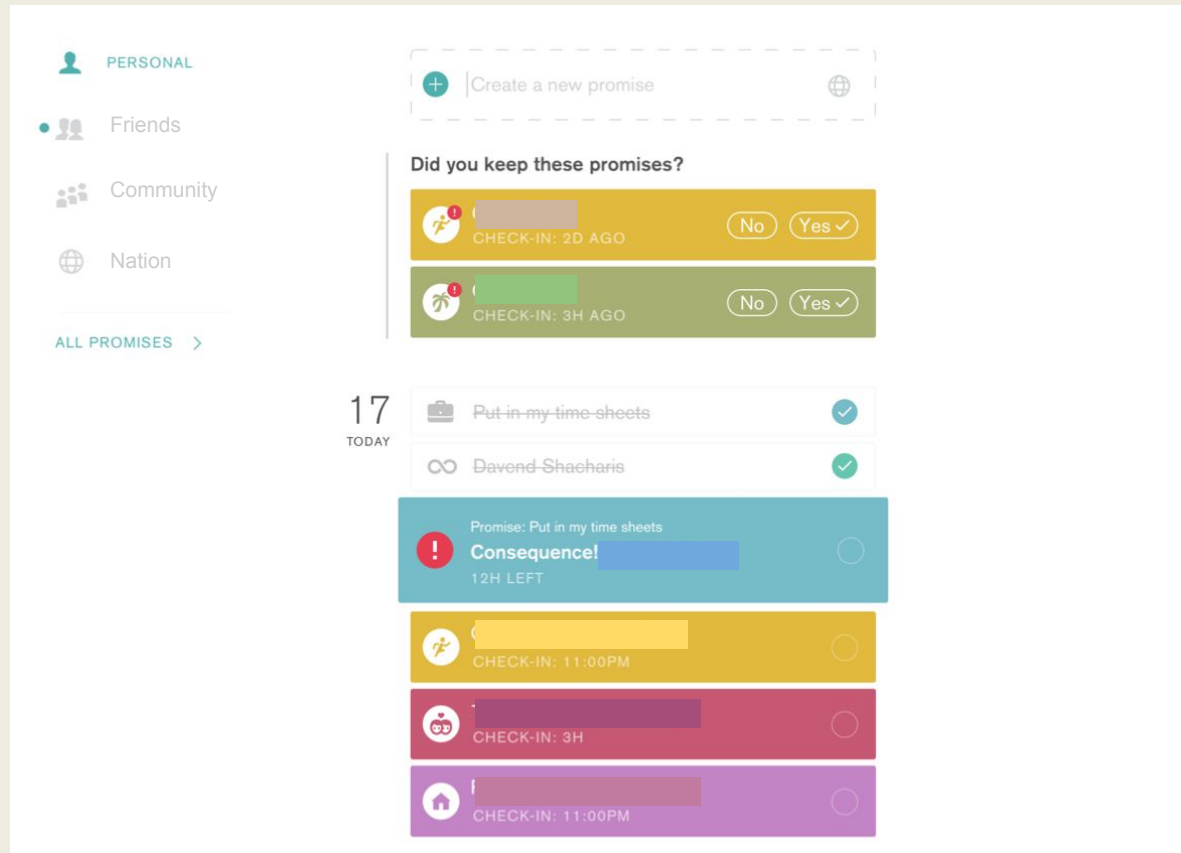 PERSONAL
Friends
Community
Nation
ALL PROMISES
Create a new promise
Did you keep these promises?
CHECK-IN: 2D AGO
No
Yes
CHECK-IN: 3H AGO
No
Yes
17
TODAY
Put in my time sheets
Davend Shacharis
Promise: Put in my time sheets
Consequence!
12H LEFT
CHECK-IN: 11:00PM
CHECK-IN: 3H
CHECK-IN: 11:00PM